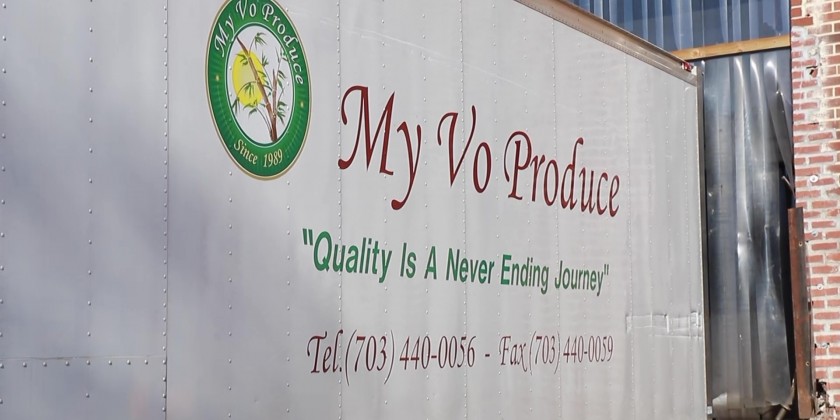 My Vo Produce
Since 1989
My Vo Produce
"Quality Is A Never Ending Journey"
Tel.(703) 440-0056 - Fax (703) 440-0059